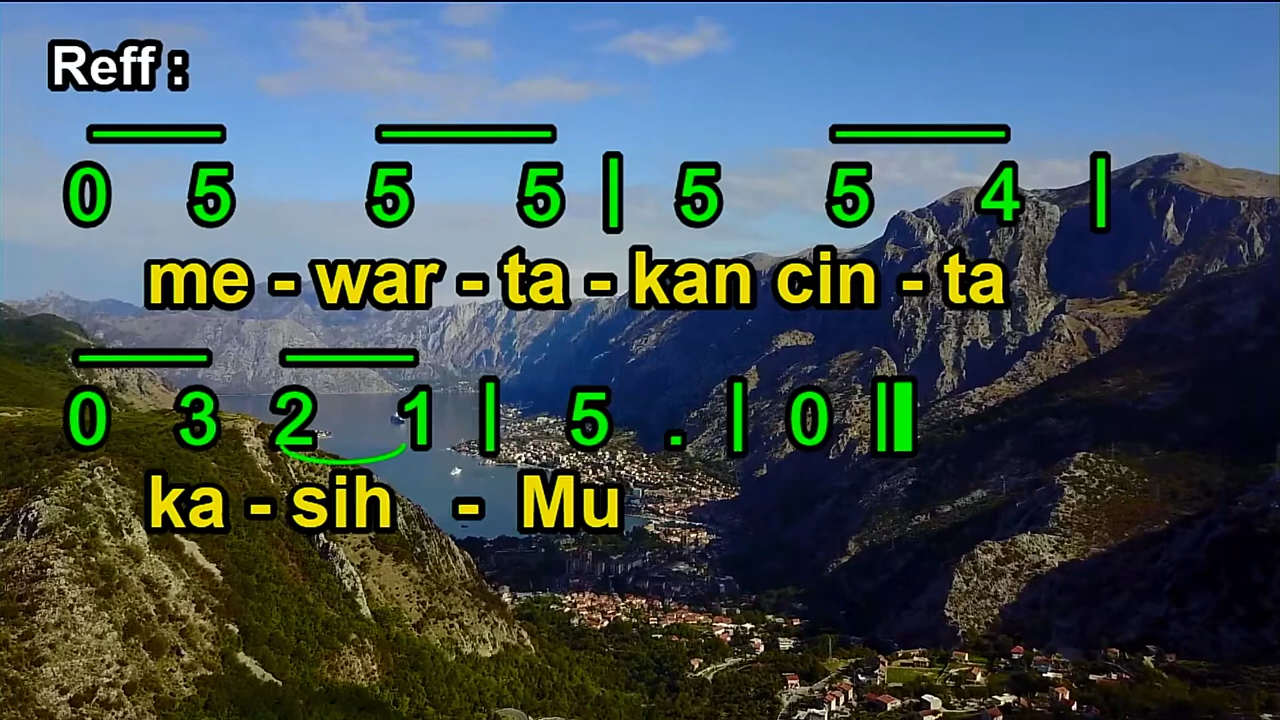 Reff :
0 5 5 5 | 5 5 4 |
me - war - ta - kan cin - ta
0 3 2 1 | 5 . | 0 ||
ka - sih - Mu